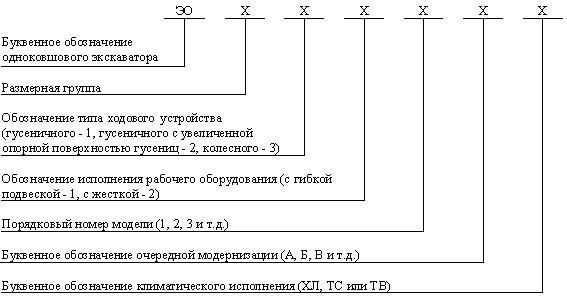 ЭО X X X X X X
Буквенное обозначение
одноковшового экскаватора
Размерная группа
Обозначение типа ходового устройства
(гусеничного - 1, гусеничного с увеличенной
опорной поверхностью гусениц - 2, колесного - 3)
Обозначение исполнения рабочего оборудования (с гибкой
подвеской - 1, с жесткой - 2)
Порядковый номер модели (1, 2, 3 и т.д.)
Буквенное обозначение очередной модернизации (А, Б, В и т.д.)
Буквенное обозначение климатического исполнения (ХЛ, ТС или ТВ)